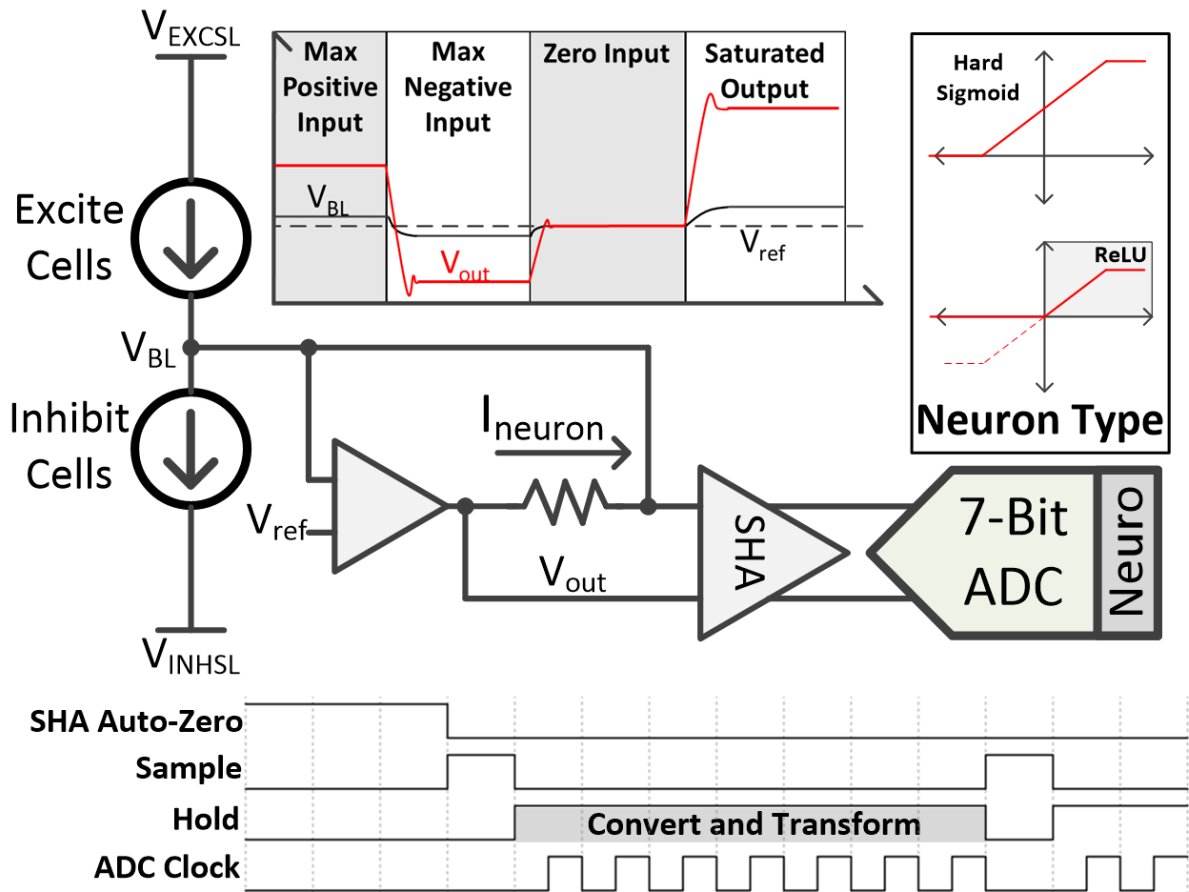 V_EXCSL
Max
Positive
Input
Max
Negative
Input
Zero Input
Saturated
Output
V_BL
V_out
V_ref
Hard
Sigmoid
ReLU
Neuron Type
Excite
Cells
V_BL
Inhibit
Cells
I_neuron
V_ref
V_out
SHA
7-Bit
ADC
Neuro
V_INHSL
SHA Auto-Zero
Sample
Hold
Convert and Transform
ADC Clock